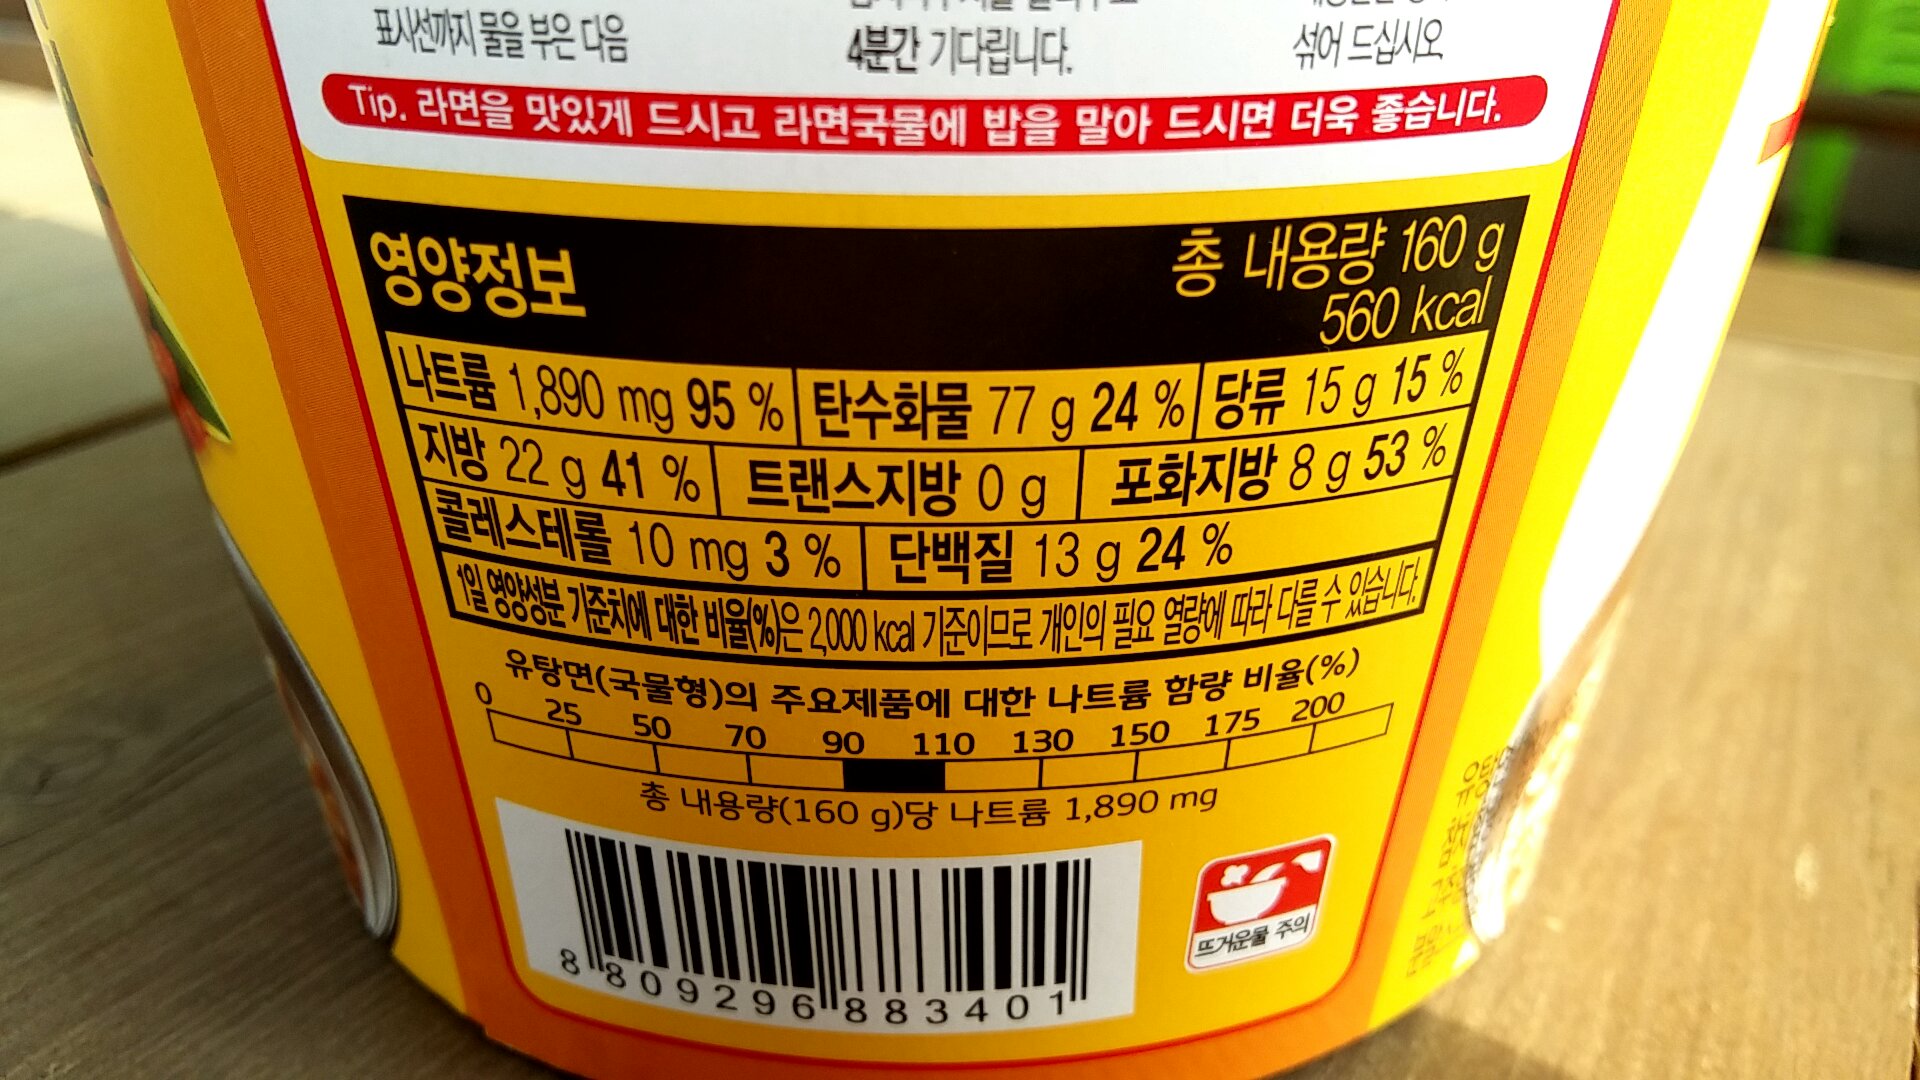 표시선까지 물을 부은 다음
4분간 기다립니다.
섞어 드십시오
Tip. 라면을 맛있게 드시고 라면국물에 밥을 말아 드시면 더욱 좋습니다.
영양정보
총 내용량 160 g
560 kcal
나트륨 1,890 mg 95 % 탄수화물 77 g 24 % 당류 15 g 15 %
지방 22 g 41 % 트랜스지방 0 g 포화지방 8 g 53 %
콜레스테롤 10 mg 3 % 단백질 13 g 24 %
1일 영양성분 기준치에 대한 비율(%)은 2,000 kcal 기준이므로 개인의 필요 열량에 따라 다를 수 있습니다.
유탕면(국물형)의 주요제품에 대한 나트륨 함량 비율(%)
0 25 50 70 90 110 130 150 175 200
총 내용량(160 g)당 나트륨 1,890 mg
8 809296 883401
뜨거운물 주의